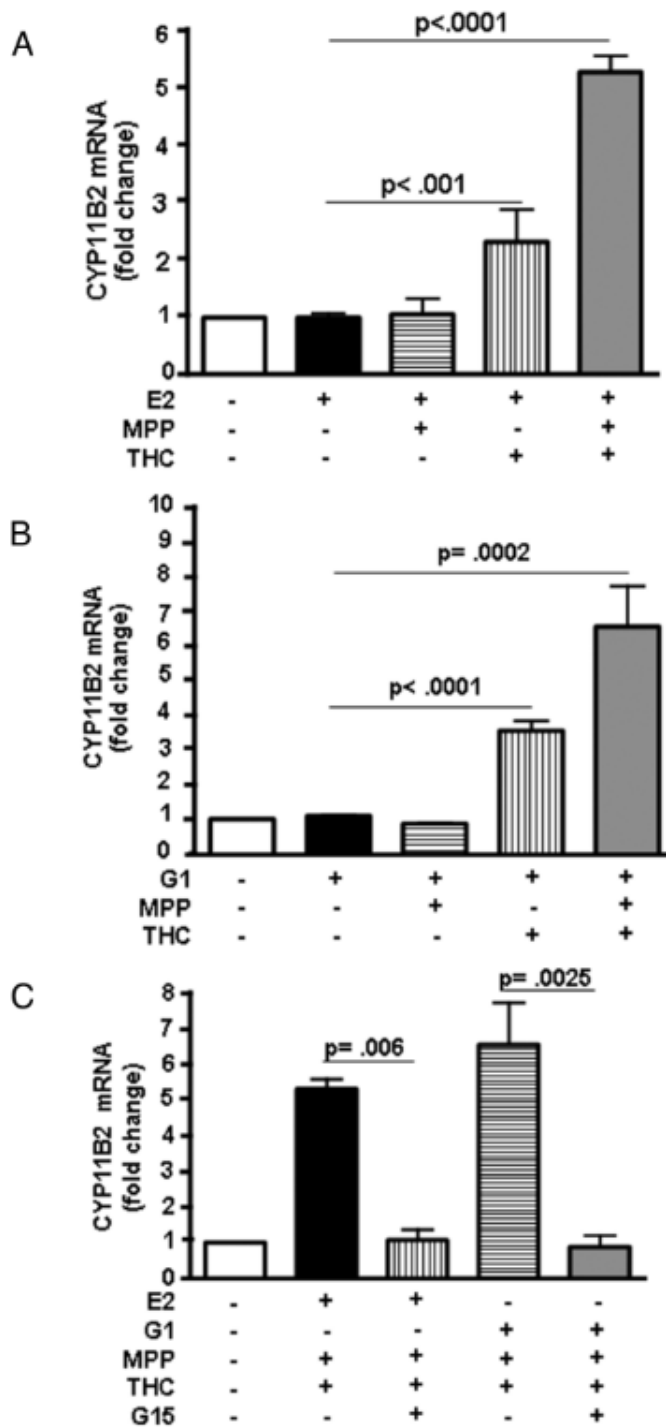 A
CYP11B2 mRNA
(fold change)
6
5
4
3
2
1
0
p<.0001
p< .001
E2 - + + + +
MPP - - + - +
THC - - - + +
B
CYP11B2 mRNA
(fold change)
10
9
8
7
6
5
4
3
2
1
0
p= .0002
p< .0001
G1 - + + + +
MPP - - + - +
THC - - - + +
C
CYP11B2 mRNA
(fold change)
8
7
6
5
4
3
2
1
0
p= .006
p= .0025
E2 - + + - -
G1 - - - + +
MPP - + + + +
THC - + + + +
G15 - - + - +